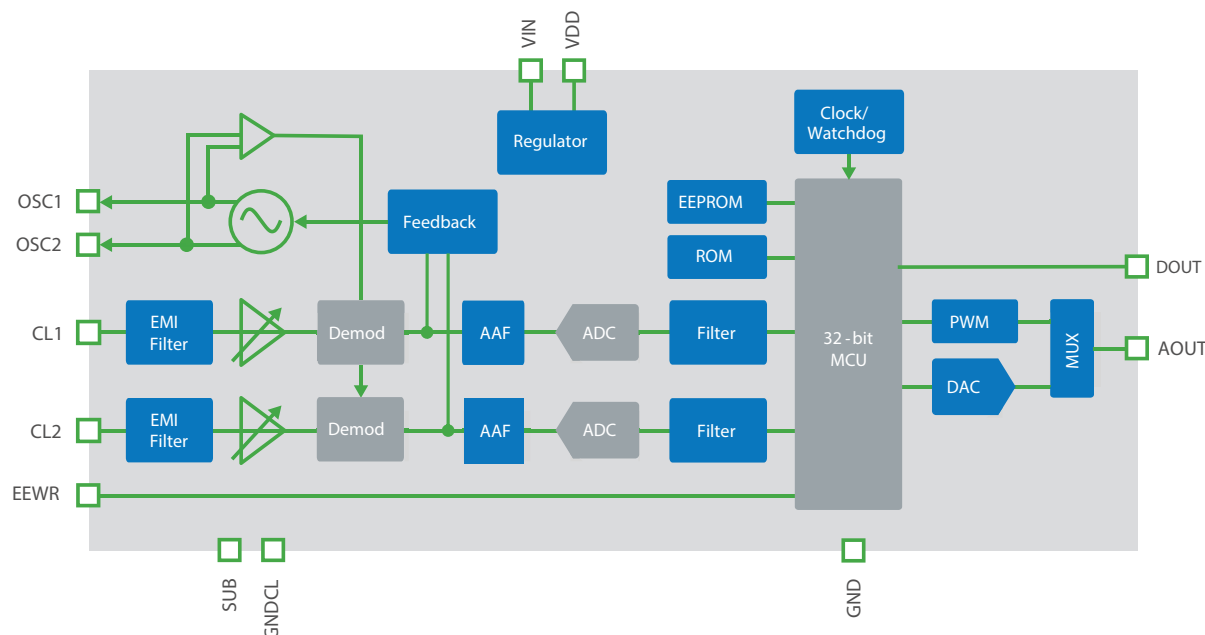 VIN
VDD
Clock/
Watchdog
Regulator
OSC1
EEPROM
Feedback
OSC2
ROM
DOUT
CL1
EMI
Filter
Demod
AAF
ADC
Filter
32-bit
MCU
PWM
MUX
AOUT
DAC
CL2
EMI
Filter
Demod
AAF
ADC
Filter
EEWR
SUB
GNDCL
GND